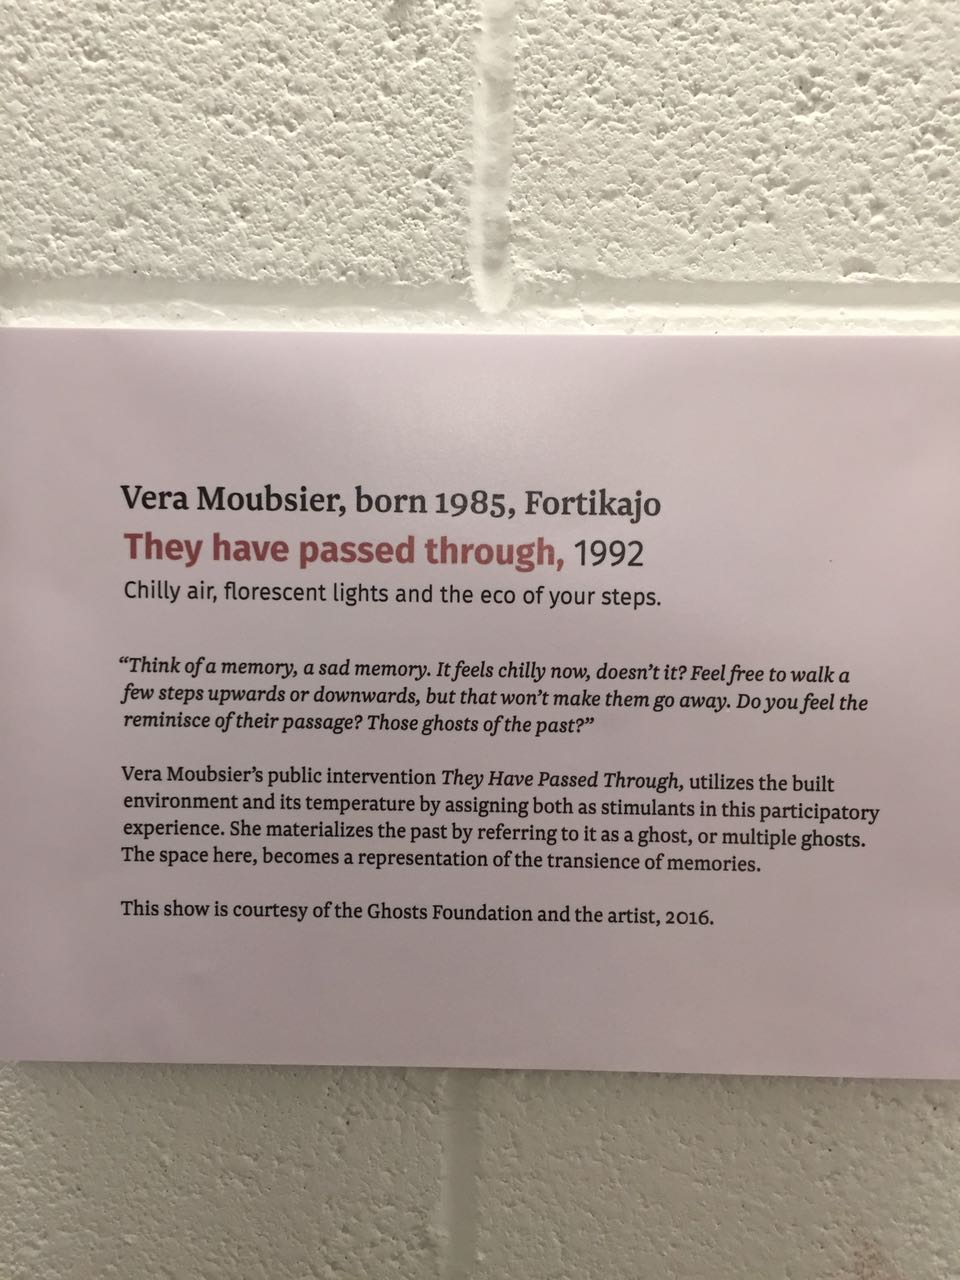 Vera Moubsier, born 1985, Fortikajo
They have passed through, 1992
Chilly air, florescent lights and the eco of your steps.
“Think of a memory, a sad memory. It feels chilly now, doesn’t it? Feel free to walk a
few steps upwards or downwards, but that won’t make them go away. Do you feel the
reminisce of their passage? Those ghosts of the past?”
Vera Moubsier’s public intervention They Have Passed Through, utilizes the built
environment and its temperature by assigning both as stimulants in this participatory
experience. She materializes the past by referring to it as a ghost, or multiple ghosts.
The space here, becomes a representation of the transience of memories.
This show is courtesy of the Ghosts Foundation and the artist, 2016.